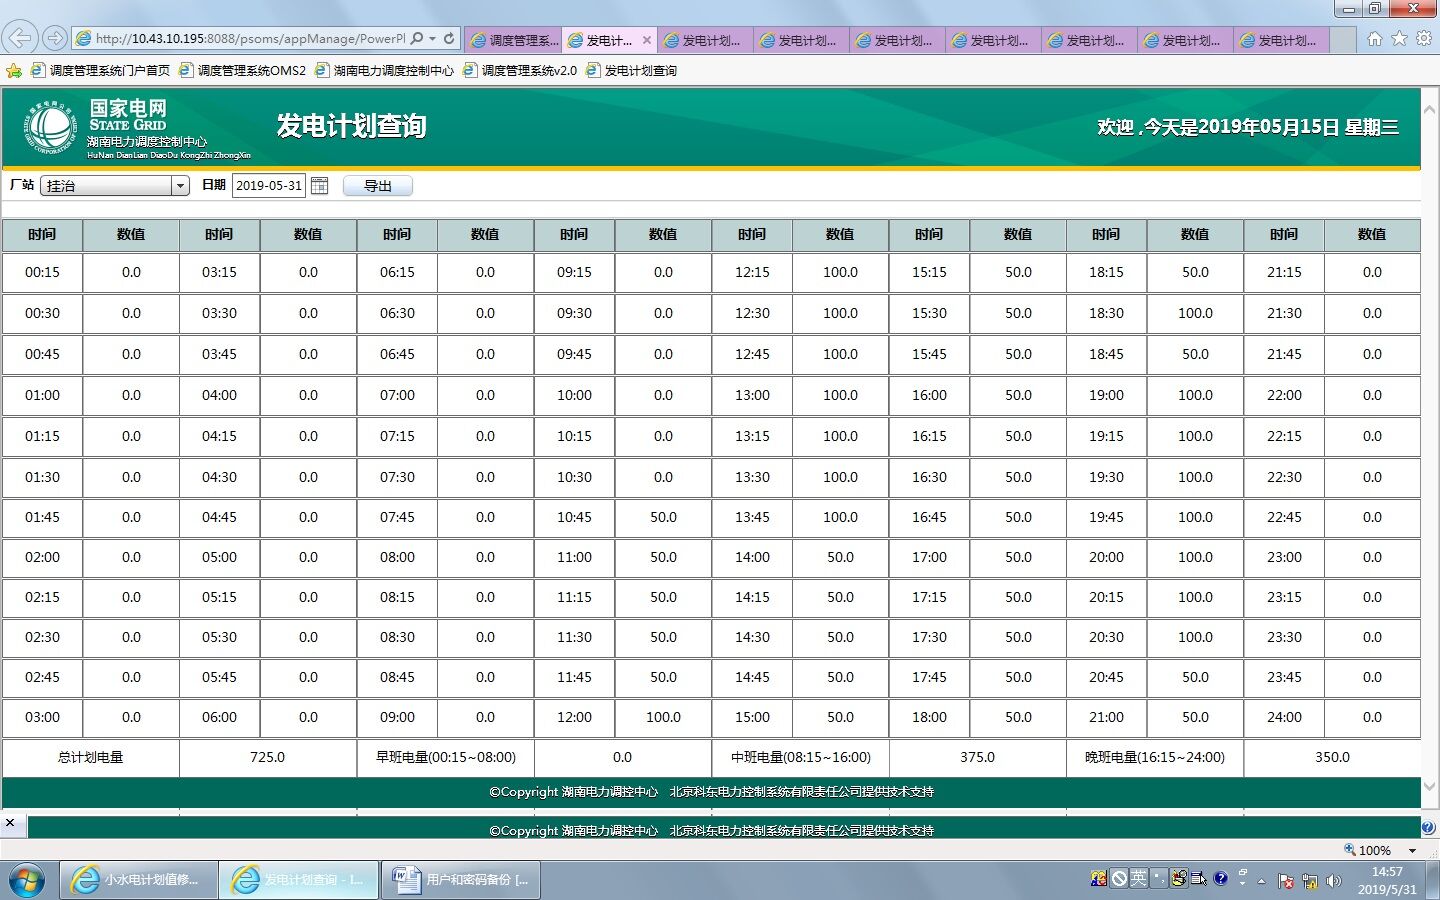 http://10.43.10.195:8088/psoms/appManage/PowerPl
调度管理系...
发电计...
发电计划...
发电计划...
发电计划...
发电计划...
发电计划...
发电计划...
发电计划...
调度管理系统门户首页 调度管理系统OMS2 湖南电力调度控制中心 调度管理系统v2.0 发电计划查询
国家电网
STATE GRID
湖南电力调度控制中心
HuNan DianLian DiaoDu KongZhi ZhongXin
发电计划查询
欢迎 ,今天是2019年05月15日 星期三
厂站 挂治 日期 2019-05-31 导出
时间 数值 时间 数值 时间 数值 时间 数值 时间 数值 时间 数值 时间 数值 时间 数值
00:15 0.0 03:15 0.0 06:15 0.0 09:15 0.0 12:15 100.0 15:15 50.0 18:15 50.0 21:15 0.0
00:30 0.0 03:30 0.0 06:30 0.0 09:30 0.0 12:30 100.0 15:30 50.0 18:30 100.0 21:30 0.0
00:45 0.0 03:45 0.0 06:45 0.0 09:45 0.0 12:45 100.0 15:45 50.0 18:45 50.0 21:45 0.0
01:00 0.0 04:00 0.0 07:00 0.0 10:00 0.0 13:00 100.0 16:00 50.0 19:00 100.0 22:00 0.0
01:15 0.0 04:15 0.0 07:15 0.0 10:15 0.0 13:15 100.0 16:15 50.0 19:15 100.0 22:15 0.0
01:30 0.0 04:30 0.0 07:30 0.0 10:30 0.0 13:30 100.0 16:30 50.0 19:30 100.0 22:30 0.0
01:45 0.0 04:45 0.0 07:45 0.0 10:45 50.0 13:45 100.0 16:45 50.0 19:45 100.0 22:45 0.0
02:00 0.0 05:00 0.0 08:00 0.0 11:00 50.0 14:00 50.0 17:00 50.0 20:00 100.0 23:00 0.0
02:15 0.0 05:15 0.0 08:15 0.0 11:15 50.0 14:15 50.0 17:15 50.0 20:15 100.0 23:15 0.0
02:30 0.0 05:30 0.0 08:30 0.0 11:30 50.0 14:30 50.0 17:30 50.0 20:30 100.0 23:30 0.0
02:45 0.0 05:45 0.0 08:45 0.0 11:45 50.0 14:45 50.0 17:45 50.0 20:45 50.0 23:45 0.0
03:00 0.0 06:00 0.0 09:00 0.0 12:00 100.0 15:00 50.0 18:00 50.0 21:00 50.0 24:00 0.0
总计划电量 725.0 早班电量(00:15~08:00) 0.0 中班电量(08:15~16:00) 375.0 晚班电量(16:15~24:00) 350.0
©Copyright 湖南电力调控中心 北京科东电力控制系统有限责任公司提供技术支持
©Copyright 湖南电力调控中心 北京科东电力控制系统有限责任公司提供技术支持
100%
小水电计划值修... 发电计划查询 - I... 用户和密码备份 [... 英 14:57
2019/5/31